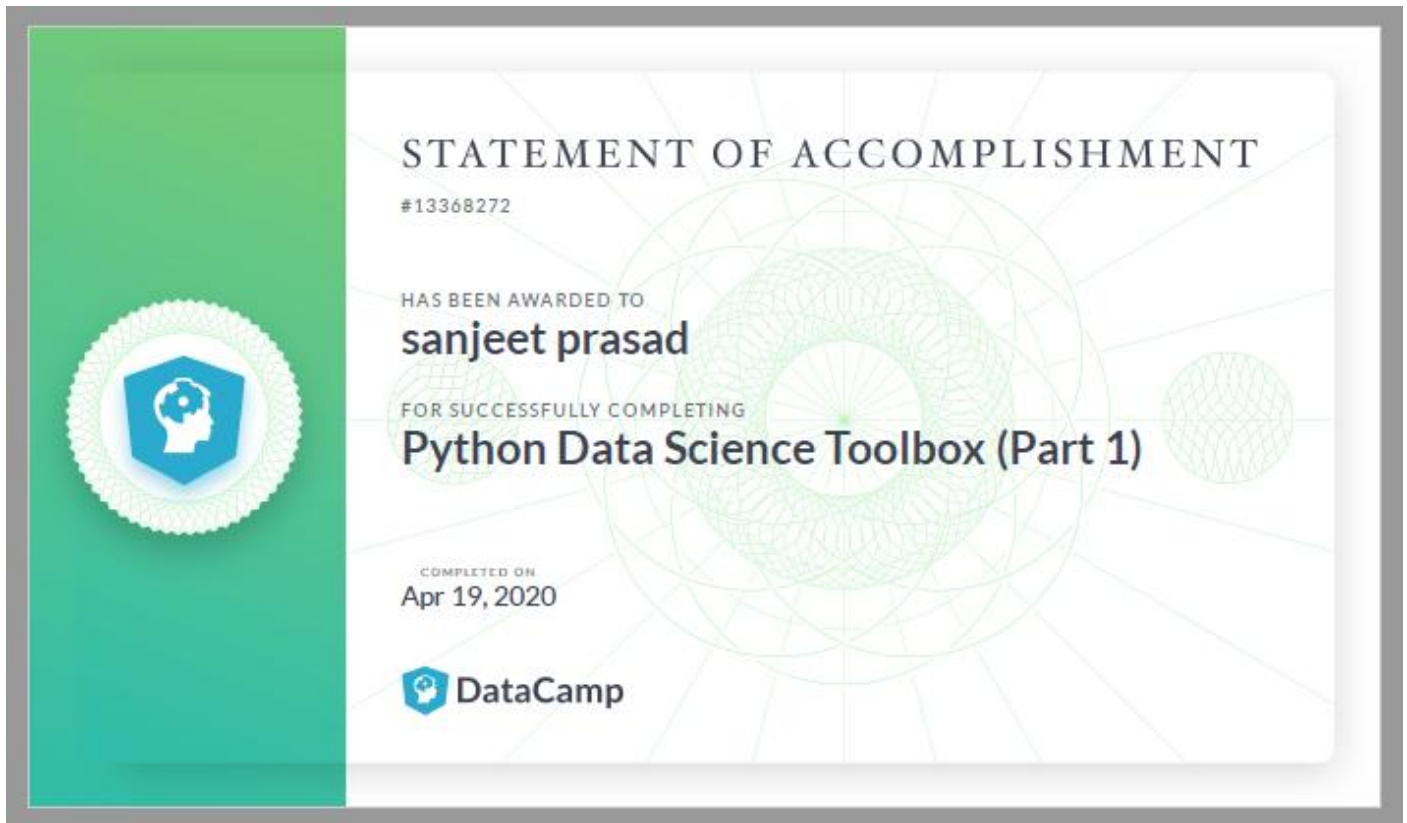 STATEMENT OF ACCOMPLISHMENT
#13368272
HAS BEEN AWARDED TO
sanjeet prasad
FOR SUCCESSFULLY COMPLETING
Python Data Science Toolbox (Part 1)
COMPLETED ON
Apr 19, 2020
DataCamp